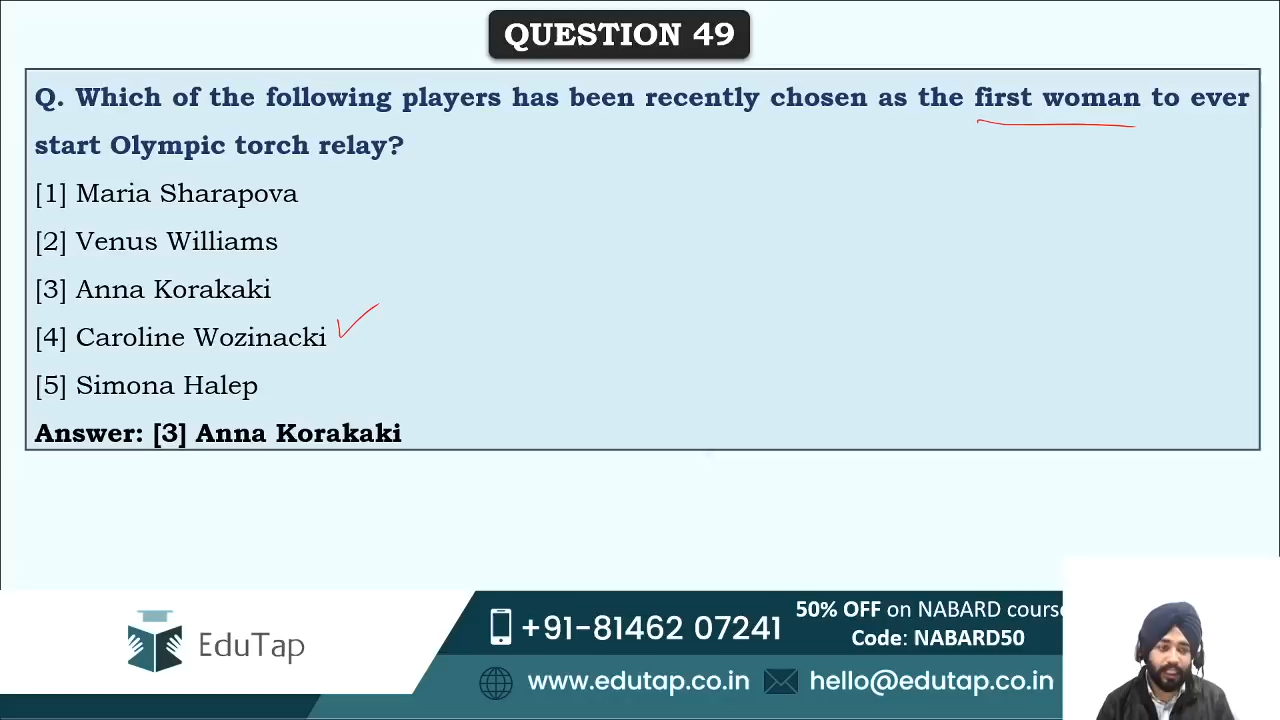 QUESTION 49
Q. Which of the following players has been recently chosen as the first woman to ever
start Olympic torch relay?
[1] Maria Sharapova
[2] Venus Williams
[3] Anna Korakaki
[4] Caroline Wozinacki
[5] Simona Halep
Answer: [3] Anna Korakaki
EduTap
+91-81462 07241
50% OFF on NABARD course
Code: NABARD50
www.edutap.co.in
hello@edutap.co.in